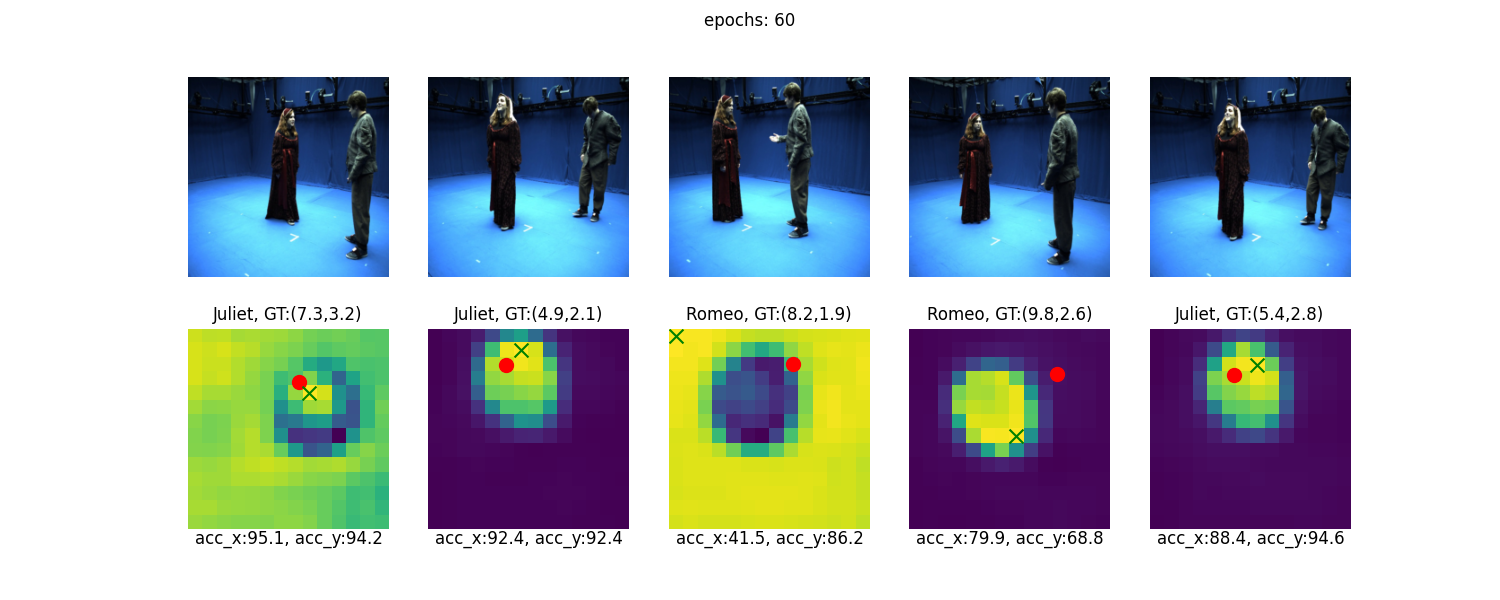 epochs: 60
Juliet, GT:(7.3,3.2)
Juliet, GT:(4.9,2.1)
Romeo, GT:(8.2,1.9)
Romeo, GT:(9.8,2.6)
Juliet, GT:(5.4,2.8)
acc_x:95.1, acc_y:94.2
acc_x:92.4, acc_y:92.4
acc_x:41.5, acc_y:86.2
acc_x:79.9, acc_y:68.8
acc_x:88.4, acc_y:94.6